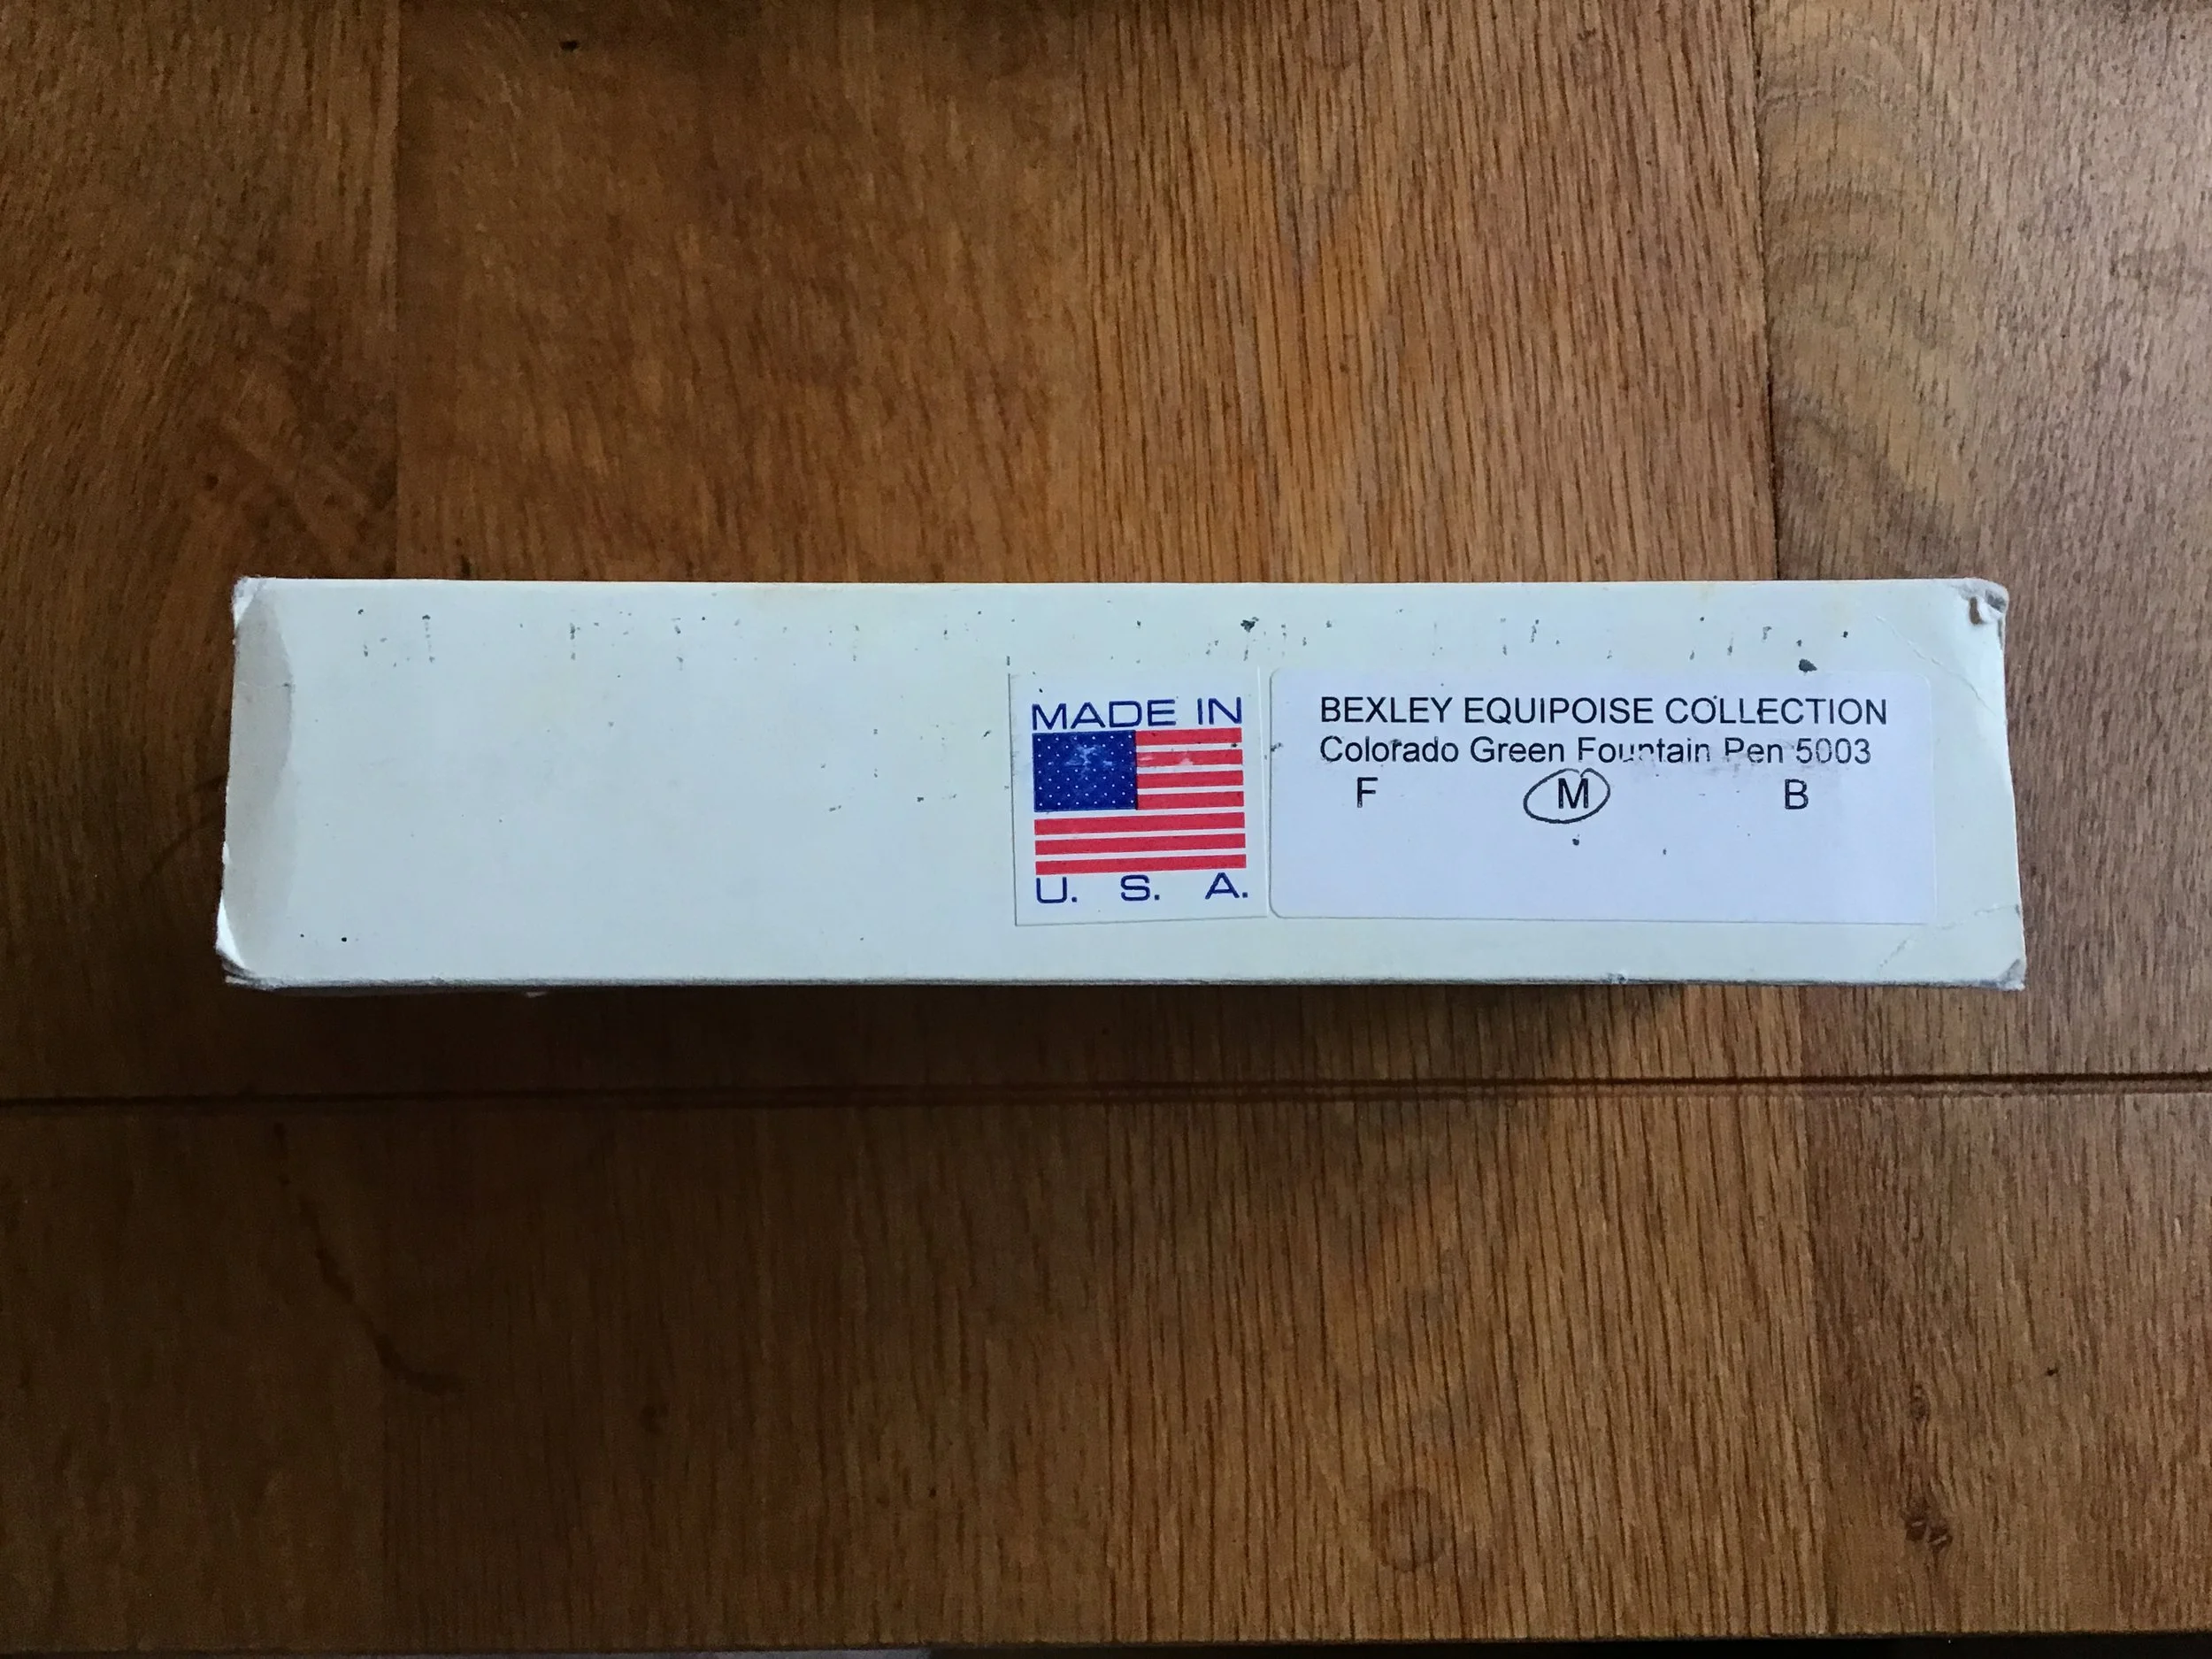 MADE IN
U. S. A.
BEXLEY EQUIPOISE COLLECTION
Colorado Green Fountain Pen 5003
F M B